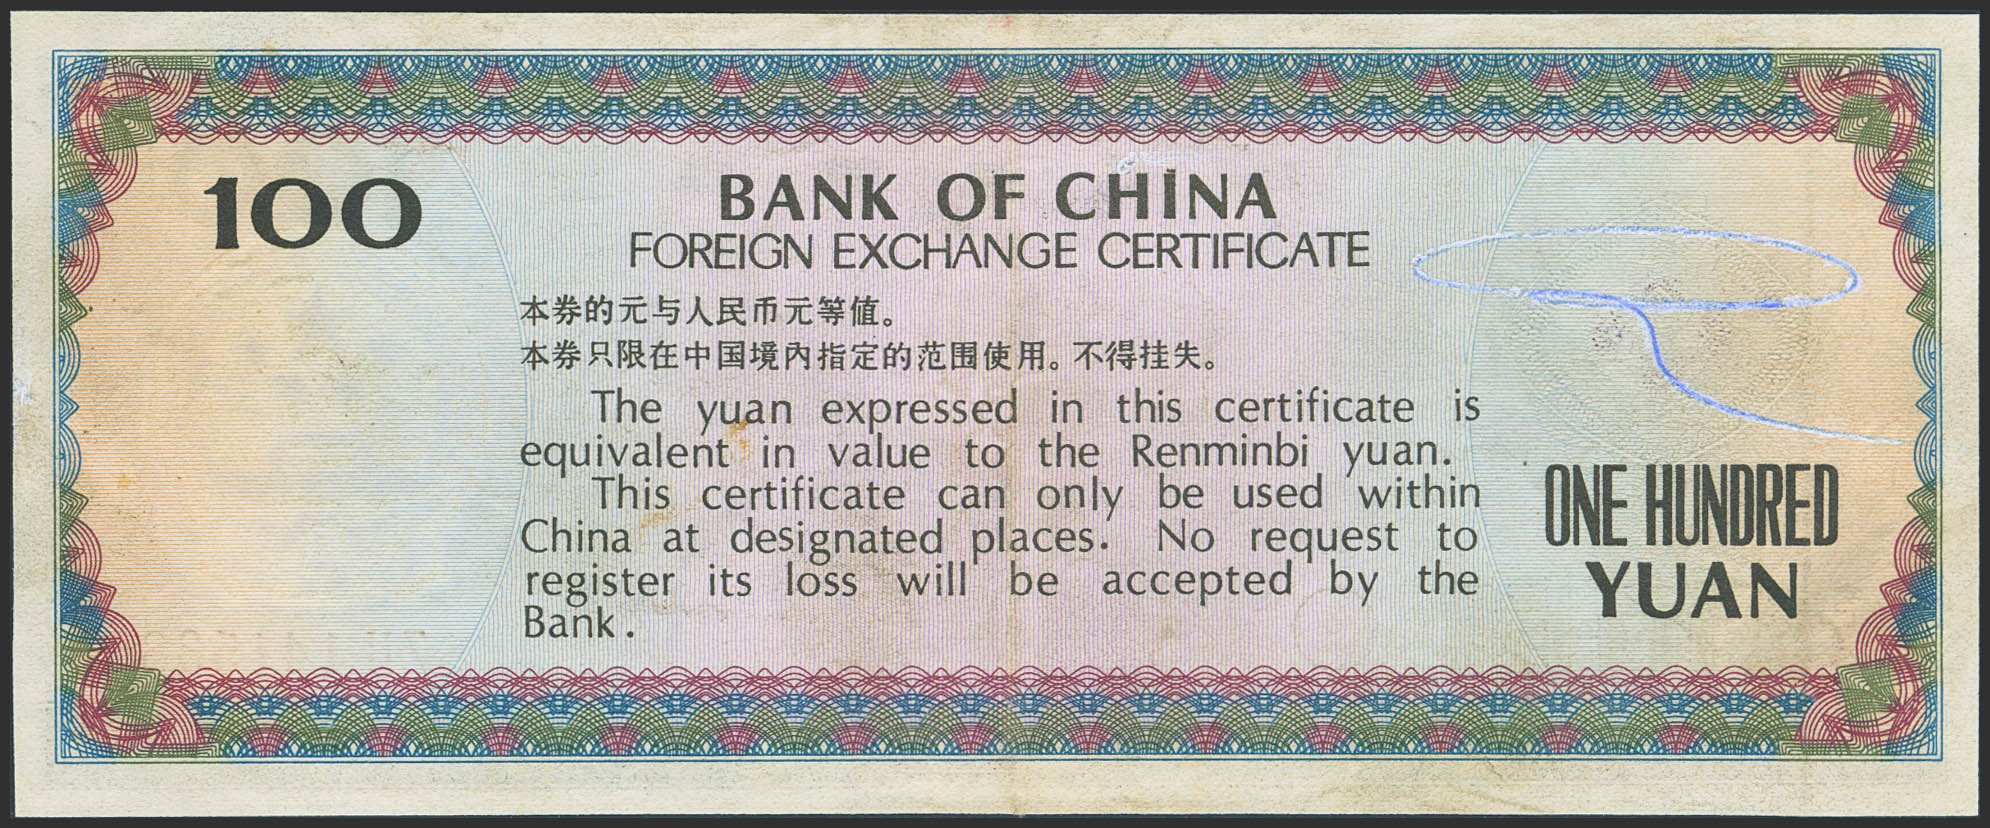 100
BANK OF CHINA
FOREIGN EXCHANGE CERTIFICATE
本券的元与人民币元等值。
本券只限在中国境内指定的范围使用。不得挂失。
The yuan expressed in this certificate is
equivalent in value to the Renminbi yuan.
This certificate can only be used within
China at designated places. No request to
register its loss will be accepted by the
Bank.
ONE HUNDRED
YUAN